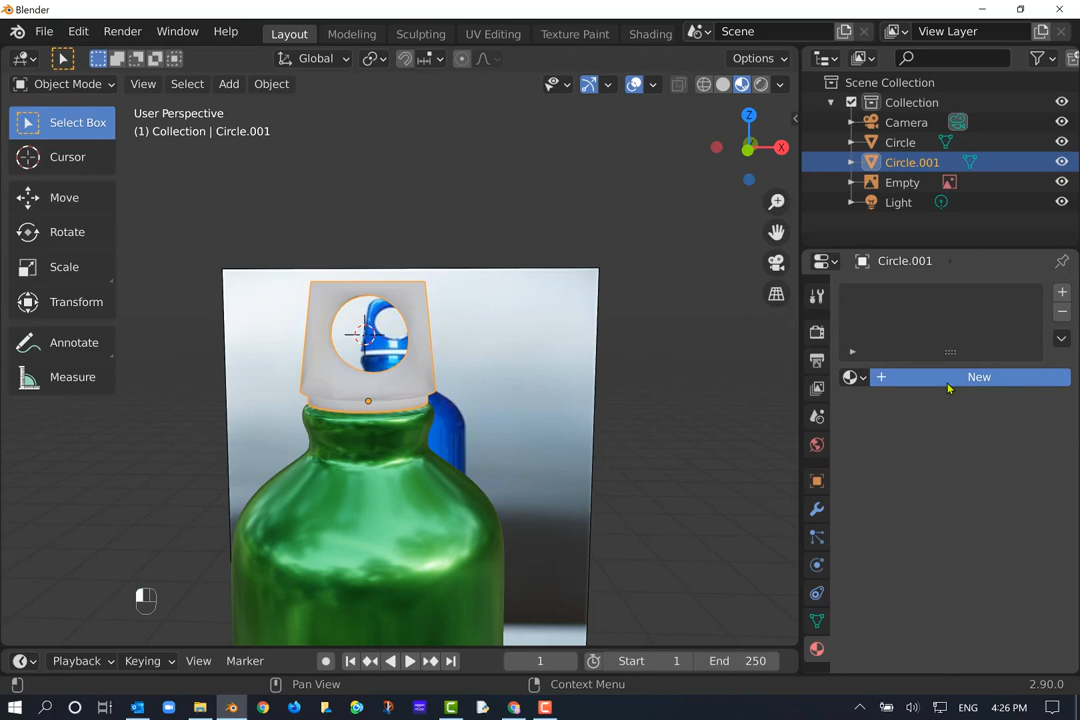 Blender
File Edit Render Window Help
Layout Modeling Sculpting UV Editing Texture Paint Shading
Scene
View Layer
Global
Options
Object Mode View Select Add Object
Select Box
Cursor
Move
Rotate
Scale
Transform
Annotate
Measure
User Perspective
(1) Collection | Circle.001
Z
X
Scene Collection
Collection
Camera
Circle
Circle.001
Empty
Light
Circle.001
New
Playback Keying View Marker
1
Start 1
End 250
Pan View
Context Menu
2.90.0
ENG 4:26 PM